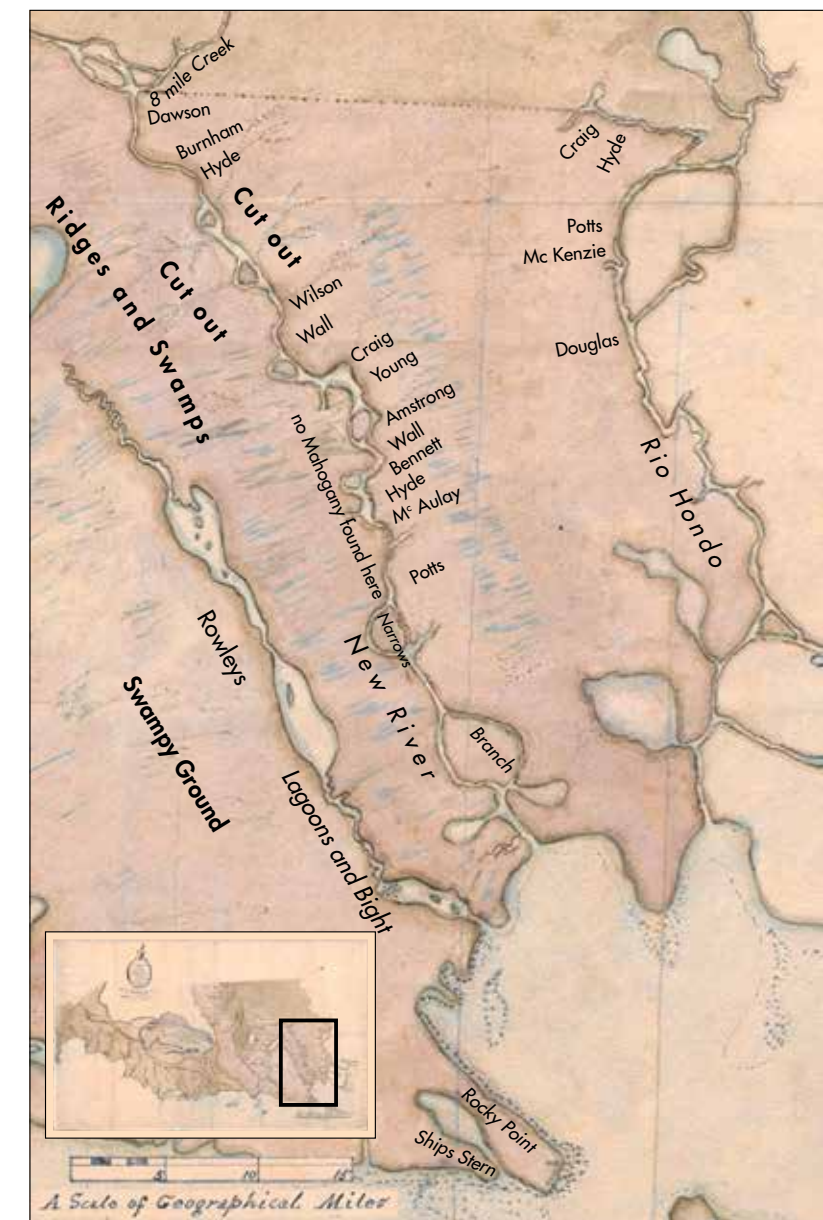 8 mile Creek
Dawson
Burnham
Hyde
Cut out
Ridges and Swamps
Cut out
Wilson
Wall
Craig
Young
Amstrong
Wall
Bennett
Hyde
Mc Aulay
no Mahogany found here
Potts
Narrows
New River
Branch
Craig
Hyde
Potts
Mc Kenzie
Douglas
Rio Hondo
Rowleys
Swampy Ground
Lagoons and Bight
Rocky Point
Ships Stern
5 10 15
A Scale of Geographical Miles